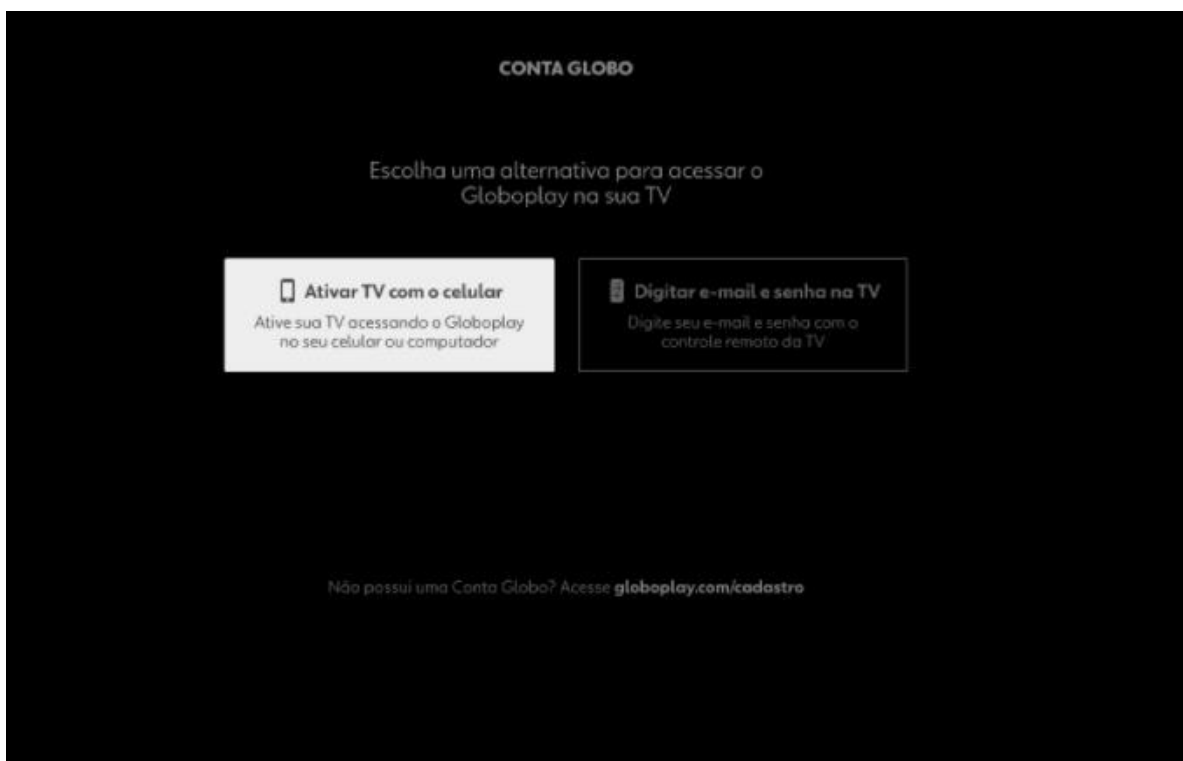 CONTA GLOBO
Escolha uma alternativa para acessar o
Globoplay na sua TV
Ativar TV com o celular
Ative sua TV acessando o Globoplay
no seu celular ou computador
Digitar e-mail e senha na TV
Digite seu e-mail e senha com o
controle remoto da TV
Não possui uma Conta Globo? Acesse globoplay.com/cadastro